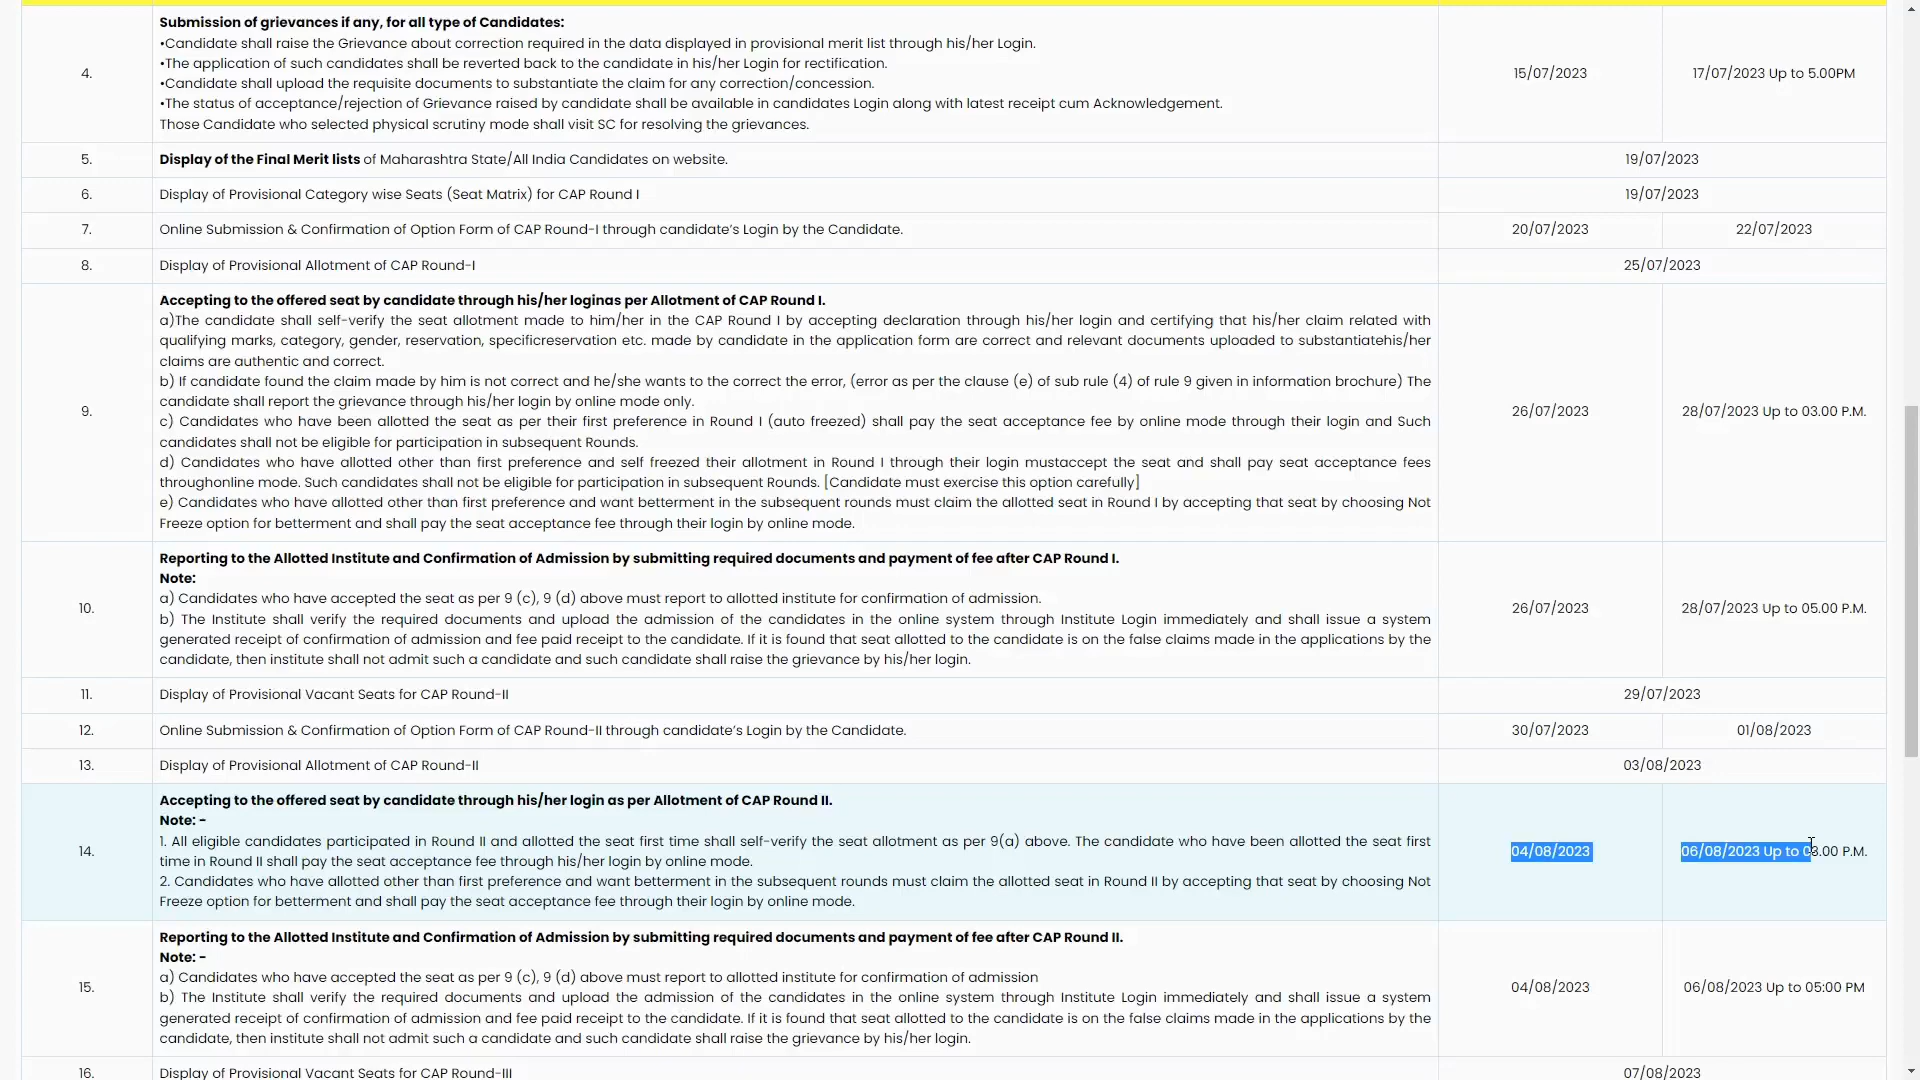 Submission of grievances if any, for all type of Candidates:
•Candidate shall raise the Grievance about correction required in the data displayed in provisional merit list through his/her Login.
•The application of such candidates shall be reverted back to the candidate in his/her Login for rectification.
4.
•Candidate shall upload the requisite documents to substantiate the claim for any correction/concession.
15/07/2023
17/07/2023 Up to 5.00PM
•The status of acceptance/rejection of Grievance raised by candidate shall be available in candidates Login along with latest receipt cum Acknowledgement.
Those Candidate who selected physical scrutiny mode shall visit SC for resolving the grievances.
5.
Display of the Final Merit lists of Maharashtra State/All India Candidates on website.
19/07/2023
6.
Display of Provisional Category wise Seats (Seat Matrix) for CAP Round I
19/07/2023
7.
Online Submission & Confirmation of Option Form of CAP Round-I through candidate's Login by the Candidate.
20/07/2023
22/07/2023
8.
Display of Provisional Allotment of CAP Round-I
25/07/2023
9.
Accepting to the offered seat by candidate through his/her loginas per Allotment of CAP Round I.
a)The candidate shall self-verify the seat allotment made to him/her in the CAP Round I by accepting declaration through his/her login and certifying that his/her claim related with
qualifying marks, category, gender, reservation, specificreservation etc. made by candidate in the application form are correct and relevant documents uploaded to substantiatehis/her
claims are authentic and correct.
b) If candidate found the claim made by him is not correct and he/she wants to the correct the error, (error as per the clause (e) of sub rule (4) of rule 9 given in information brochure) The
candidate shall report the grievance through his/her login by online mode only.
c) Candidates who have been allotted the seat as per their first preference in Round I (auto freezed) shall pay the seat acceptance fee by online mode through their login and Such
candidates shall not be eligible for participation in subsequent Rounds.
d) Candidates who have allotted other than first preference and self freezed their allotment in Round I through their login mustaccept the seat and shall pay seat acceptance fees
throughonline mode. Such candidates shall not be eligible for participation in subsequent Rounds. [Candidate must exercise this option carefully]
e) Candidates who have allotted other than first preference and want betterment in the subsequent rounds must claim the allotted seat in Round I by accepting that seat by choosing Not
Freeze option for betterment and shall pay the seat acceptance fee through their login by online mode.
26/07/2023
28/07/2023 Up to 03.00 P.M.
10.
Reporting to the Allotted Institute and Confirmation of Admission by submitting required documents and payment of fee after CAP Round I.
Note:
a) Candidates who have accepted the seat as per 9 (c), 9 (d) above must report to allotted institute for confirmation of admission.
b) The Institute shall verify the required documents and upload the admission of the candidates in the online system through Institute Login immediately and shall issue a system
generated receipt of confirmation of admission and fee paid receipt to the candidate. If it is found that seat allotted to the candidate is on the false claims made in the applications by the
candidate, then institute shall not admit such a candidate and such candidate shall raise the grievance by his/her login.
26/07/2023
28/07/2023 Up to 05.00 P.M.
11.
Display of Provisional Vacant Seats for CAP Round-II
29/07/2023
12.
Online Submission & Confirmation of Option Form of CAP Round-II through candidate's Login by the Candidate.
30/07/2023
01/08/2023
13.
Display of Provisional Allotment of CAP Round-II
03/08/2023
14.
Accepting to the offered seat by candidate through his/her login as per Allotment of CAP Round II.
Note: -
1. All eligible candidates participated in Round II and allotted the seat first time shall self-verify the seat allotment as per 9(a) above. The candidate who have been allotted the seat first
time in Round II shall pay the seat acceptance fee through his/her login by online mode.
2. Candidates who have allotted other than first preference and want betterment in the subsequent rounds must claim the allotted seat in Round II by accepting that seat by choosing Not
Freeze option for betterment and shall pay the seat acceptance fee through their login by online mode.
04/08/2023
06/08/2023 Up to 03.00 P.M.
15.
Reporting to the Allotted Institute and Confirmation of Admission by submitting required documents and payment of fee after CAP Round II.
Note: -
a) Candidates who have accepted the seat as per 9 (c), 9 (d) above must report to allotted institute for confirmation of admission
b) The Institute shall verify the required documents and upload the admission of the candidates in the online system through Institute Login immediately and shall issue a system
generated receipt of confirmation of admission and fee paid receipt to the candidate. If it is found that seat allotted to the candidate is on the false claims made in the applications by the
candidate, then institute shall not admit such a candidate and such candidate shall raise the grievance by his/her login.
04/08/2023
06/08/2023 Up to 05:00 PM
16.
Display of Provisional Vacant Seats for CAP Round-III
07/08/2023